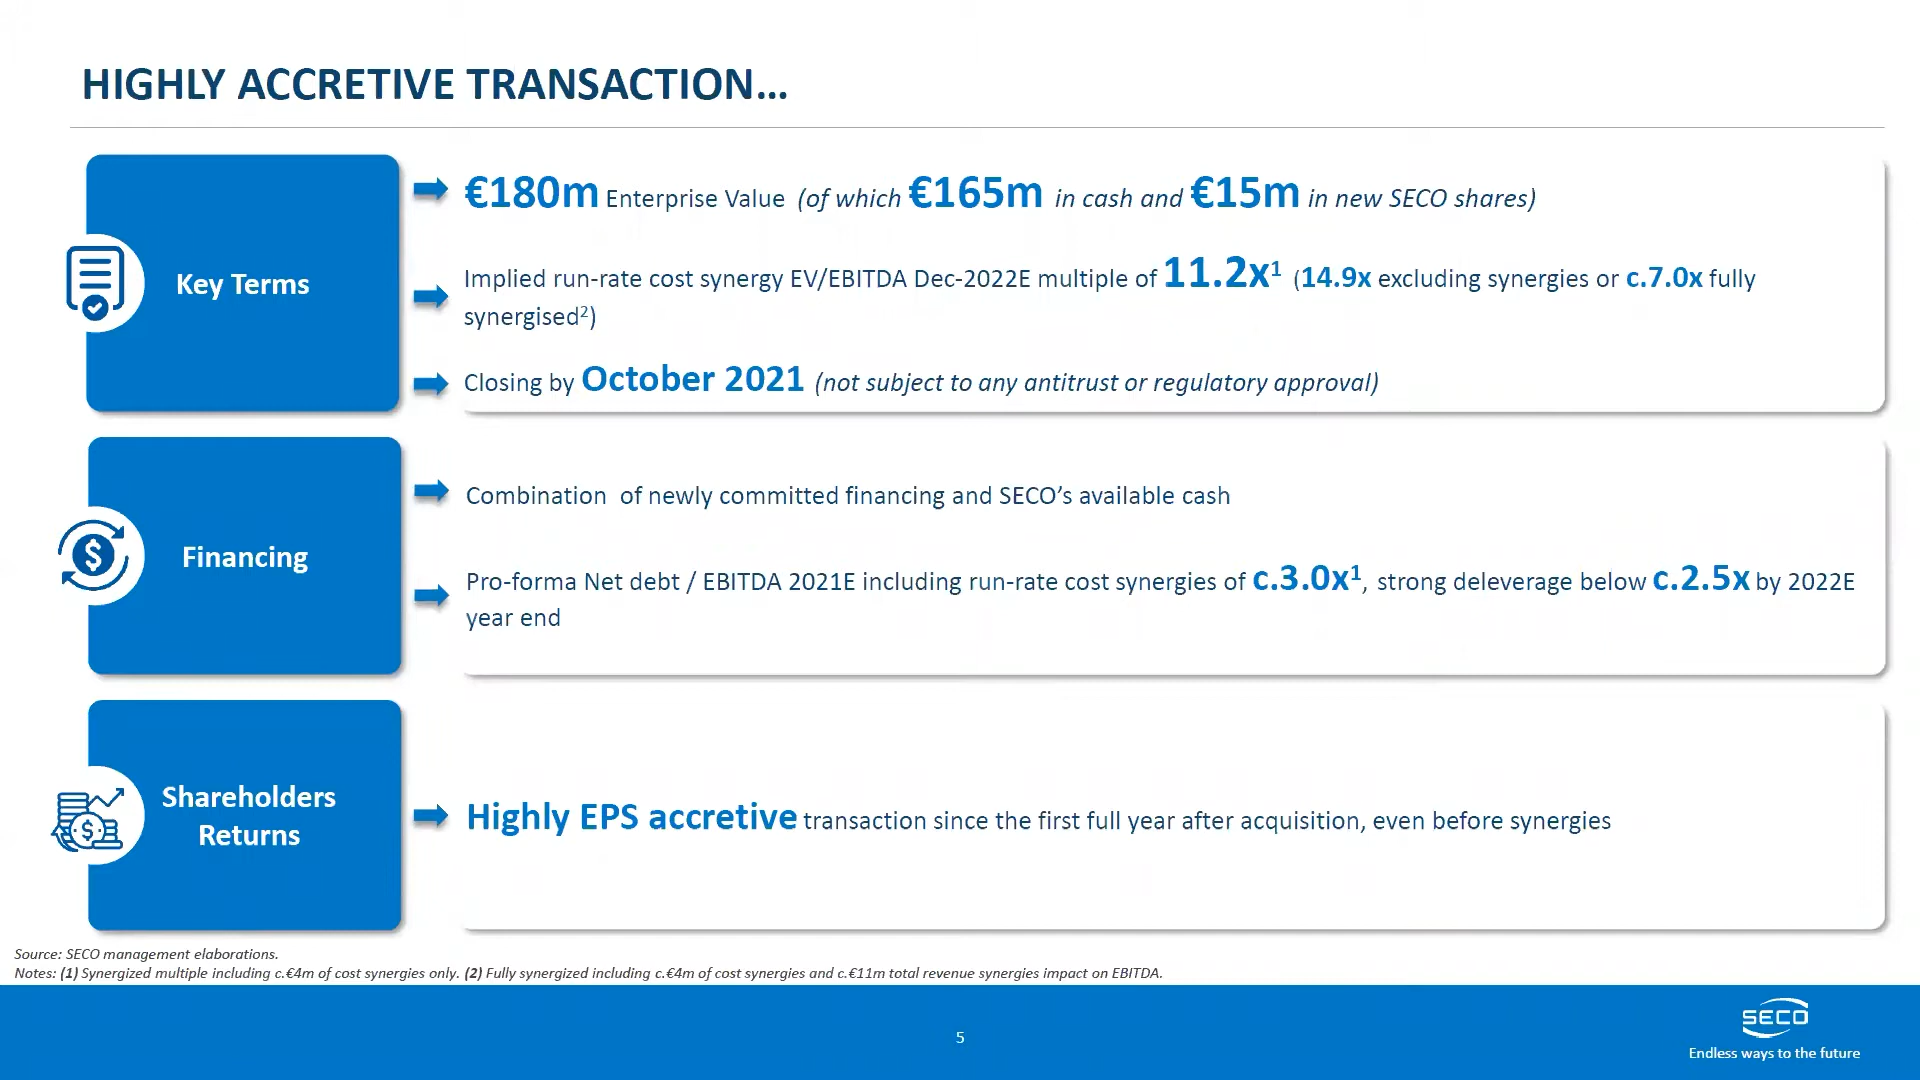 HIGHLY ACCRETIVE TRANSACTION...
Key Terms
€180m Enterprise Value (of which €165m in cash and €15m in new SECO shares)
Implied run-rate cost synergy EV/EBITDA Dec-2022E multiple of 11.2x¹ (14.9x excluding synergies or c.7.0x fully
synergised²)
Closing by October 2021 (not subject to any antitrust or regulatory approval)
Financing
Combination of newly committed financing and SECO’s available cash
Pro-forma Net debt / EBITDA 2021E including run-rate cost synergies of c.3.0x¹, strong deleverage below c.2.5x by 2022E
year end
Shareholders
Returns
Highly EPS accretive transaction since the first full year after acquisition, even before synergies
Source: SECO management elaborations.
Notes: (1) Synergized multiple including c.€4m of cost synergies only. (2) Fully synergized including c.€4m of cost synergies and c.€11m total revenue synergies impact on EBITDA.
5
SECO
Endless ways to the future